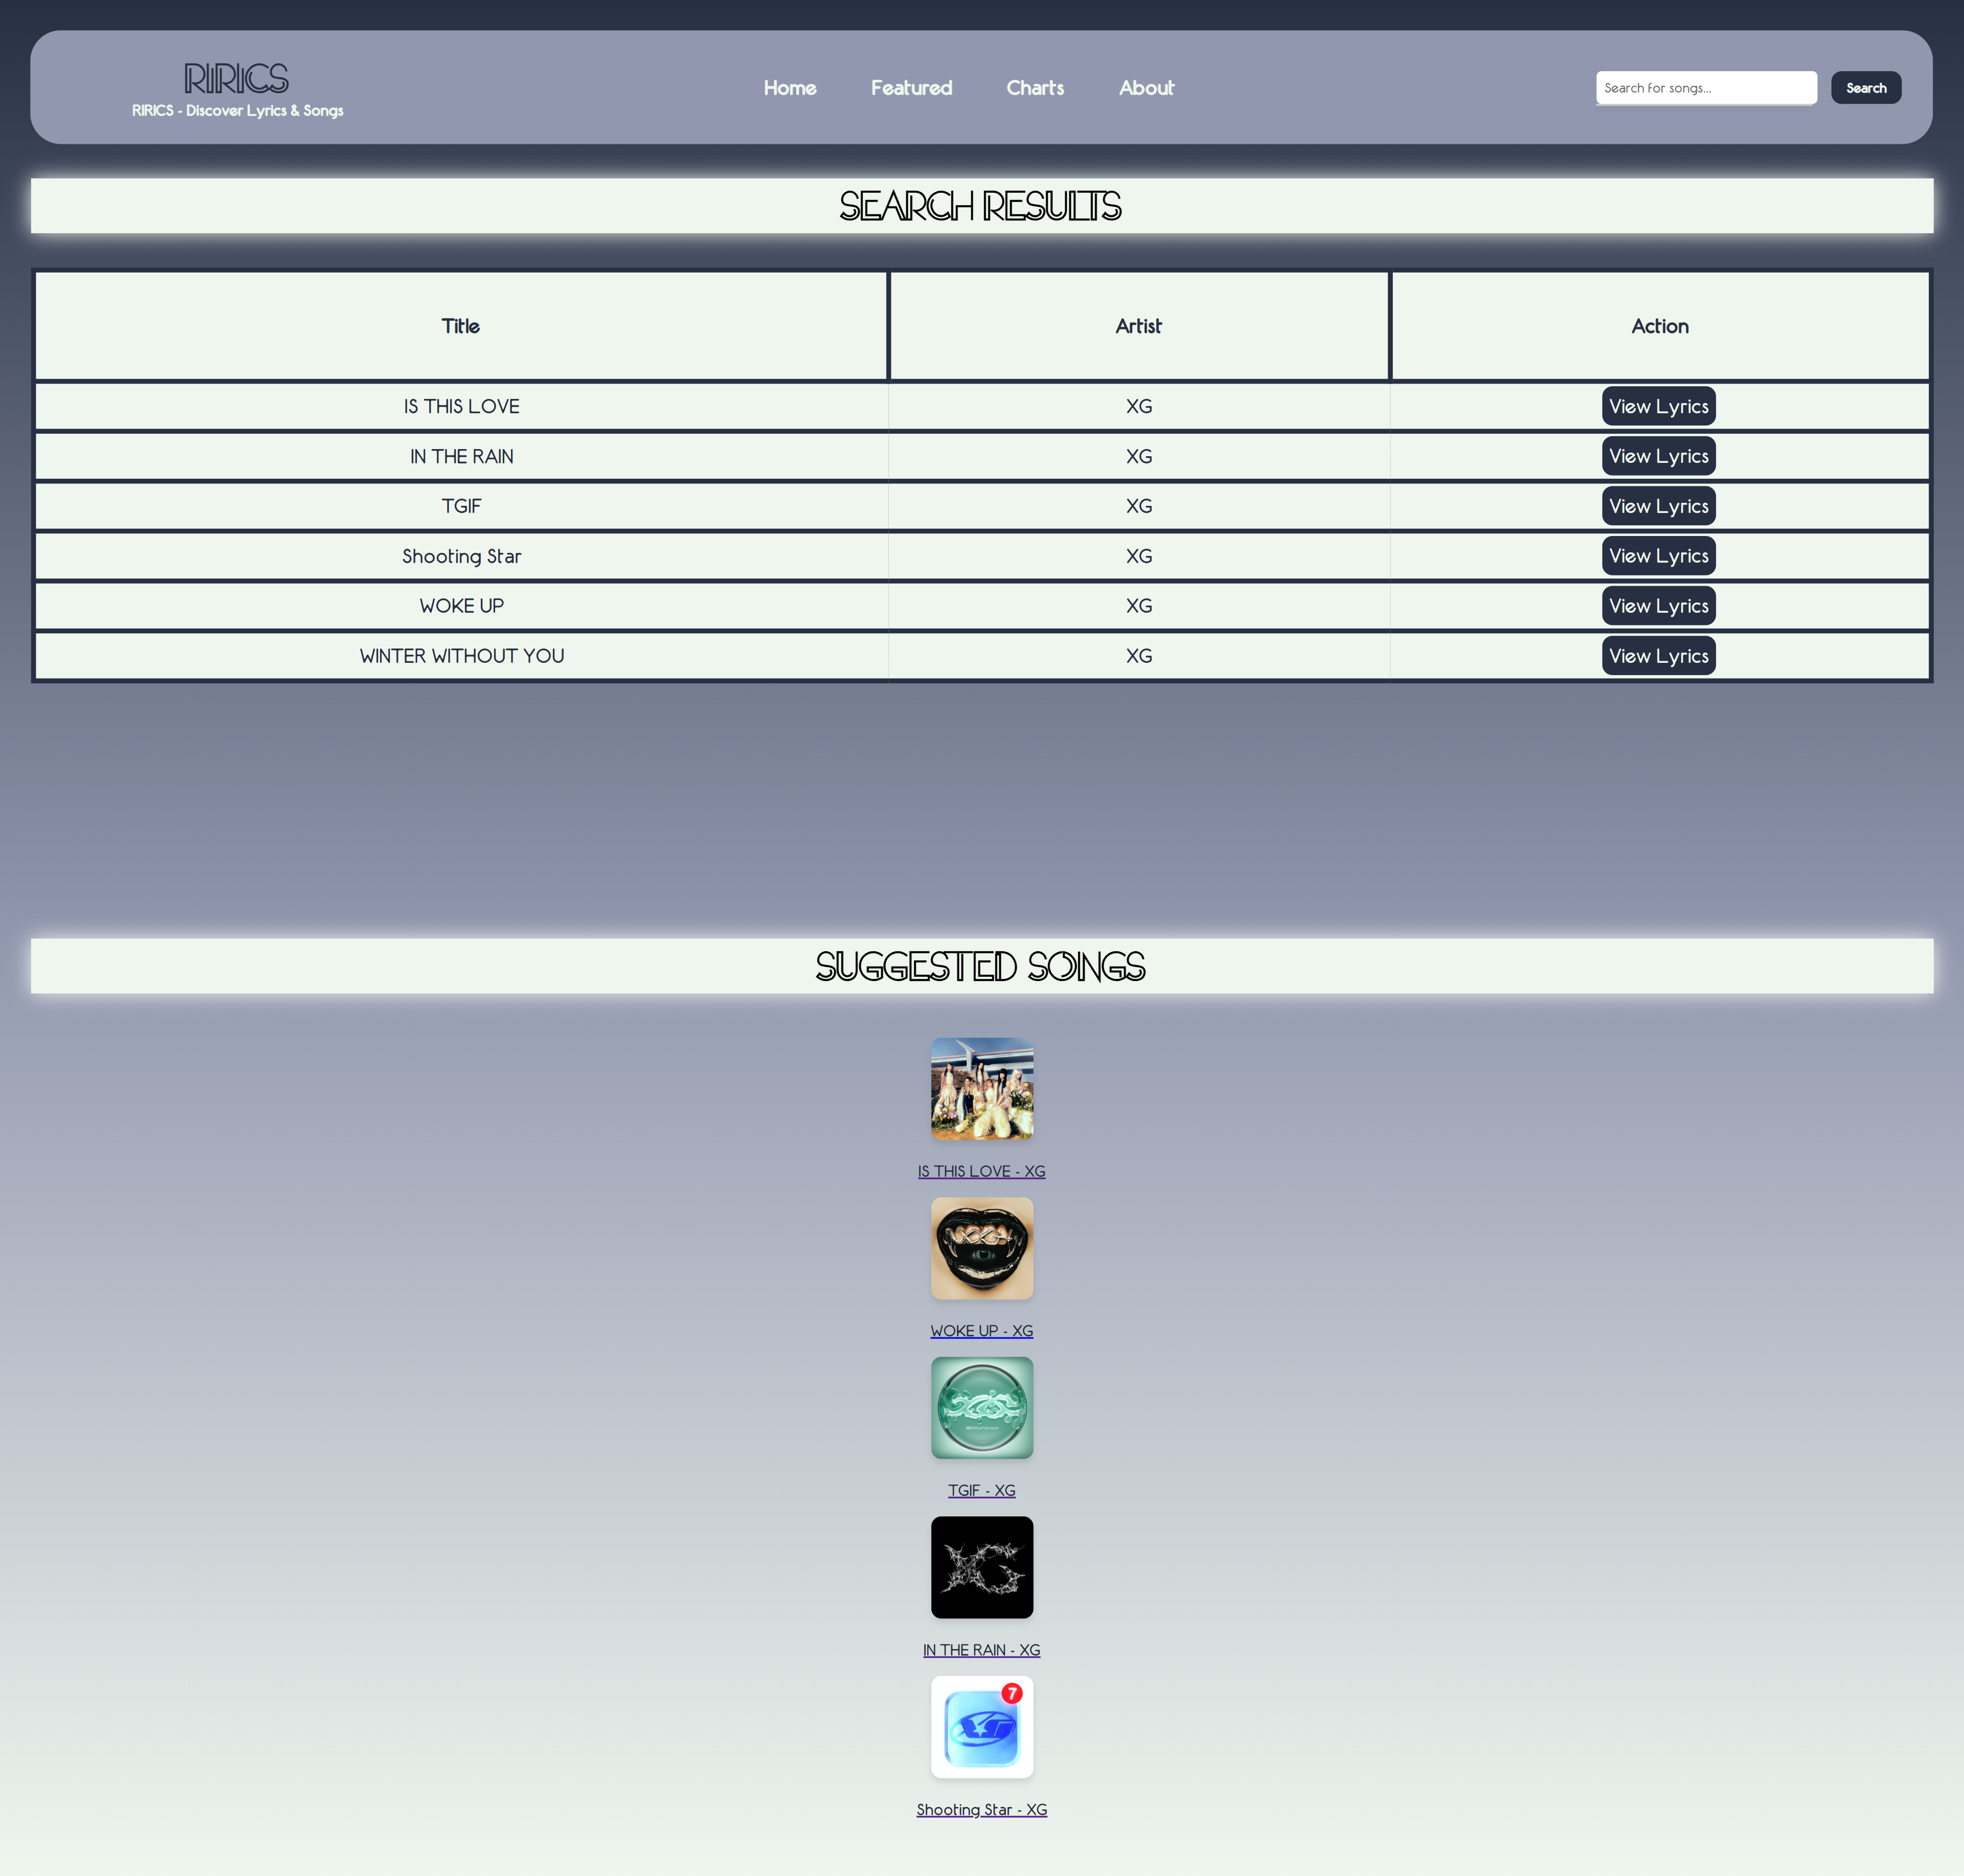 RIRICS
RIRICS - Discover Lyrics & Songs
Home Featured Charts About
Search for songs...
Search
SEARCH RESULTS
Title Artist Action
IS THIS LOVE XG View Lyrics
IN THE RAIN XG View Lyrics
TGIF XG View Lyrics
Shooting Star XG View Lyrics
WOKE UP XG View Lyrics
WINTER WITHOUT YOU XG View Lyrics
SUGGESTED SONGS
IS THIS LOVE - XG
WOKE UP - XG
TGIF - XG
XG
IN THE RAIN - XG
7
XG
Shooting Star - XG